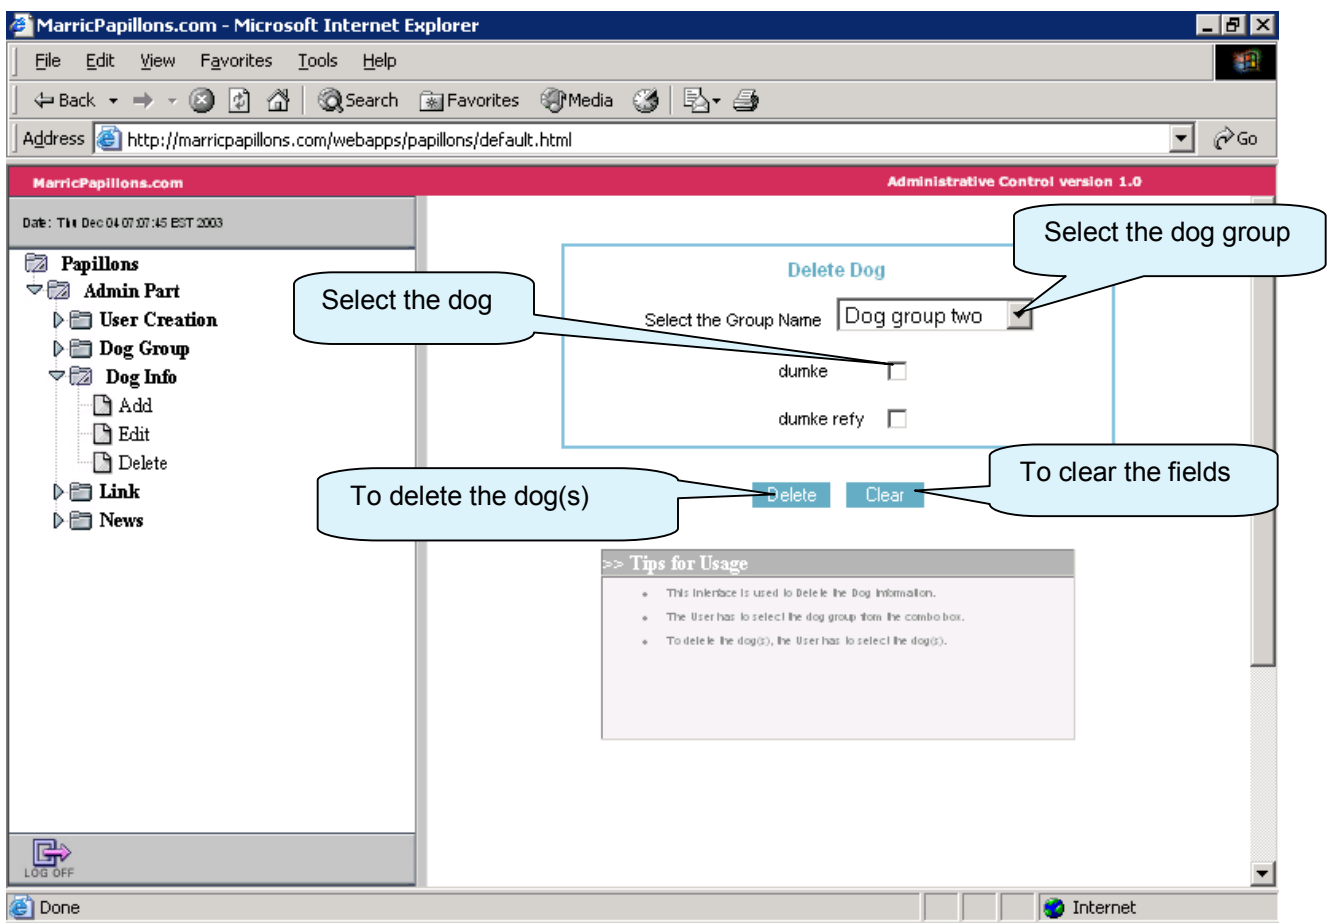 MarricPapillons.com - Microsoft Internet Explorer
File Edit View Favorites Tools Help
Back Search Favorites Media
Address http://marricpapillons.com/webapps/papillons/default.html Go
MarricPapillons.com Administrative Control version 1.0
Date: Thu Dec 04 07:07:45 EST 2003
Papillons
Admin Part
User Creation
Dog Group
Dog Info
Add
Edit
Delete
Link
News
LOG OFF
Select the dog group
Delete Dog
Select the dog
Select the Group Name Dog group two
dumke
dumke refy
To clear the fields
To delete the dog(s)
Delete Clear
>> Tips for Usage
This Interface is used to Delete the Dog Information.
The User has to select the dog group from the combo box.
To delete the dog(s), the User has to select the dog(s).
Done Internet